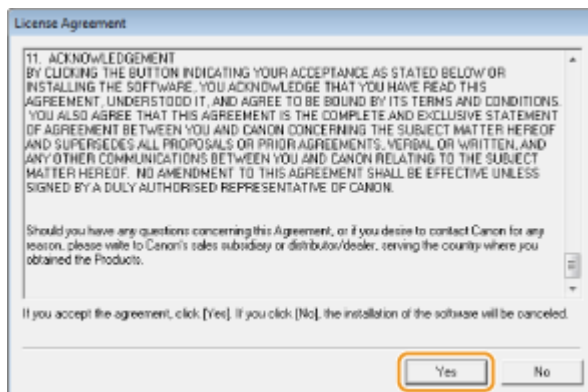 License Agreement
11. ACKNOWLEDGEMENT
BY CLICKING THE BUTTON INDICATING YOUR ACCEPTANCE AS STATED BELOW OR
INSTALLING THE SOFTWARE, YOU ACKNOWLEDGE THAT YOU HAVE READ THIS
AGREEMENT, UNDERSTOOD IT, AND AGREE TO BE BOUND BY ITS TERMS AND CONDITIONS.
YOU ALSO AGREE THAT THIS AGREEMENT IS THE COMPLETE AND EXCLUSIVE STATEMENT
OF AGREEMENT BETWEEN YOU AND CANON CONCERNING THE SUBJECT MATTER HEREOF
AND SUPERSEDES ALL PROPOSALS OR PRIOR AGREEMENTS, VERBAL OR WRITTEN, AND
ANY OTHER COMMUNICATIONS BETWEEN YOU AND CANON RELATING TO THE SUBJECT
MATTER HEREOF. NO AMENDMENT TO THIS AGREEMENT SHALL BE EFFECTIVE UNLESS
SIGNED BY A DULY AUTHORISED REPRESENTATIVE OF CANON.
Should you have any questions concerning this Agreement, or if you desire to contact Canon for any
reason, please write to Canon's sales subsidiary or distributor/dealer, serving the country where you
obtained the Products.
If you accept the agreement, click [Yes]. If you click [No], the installation of the software will be canceled.
Yes
No